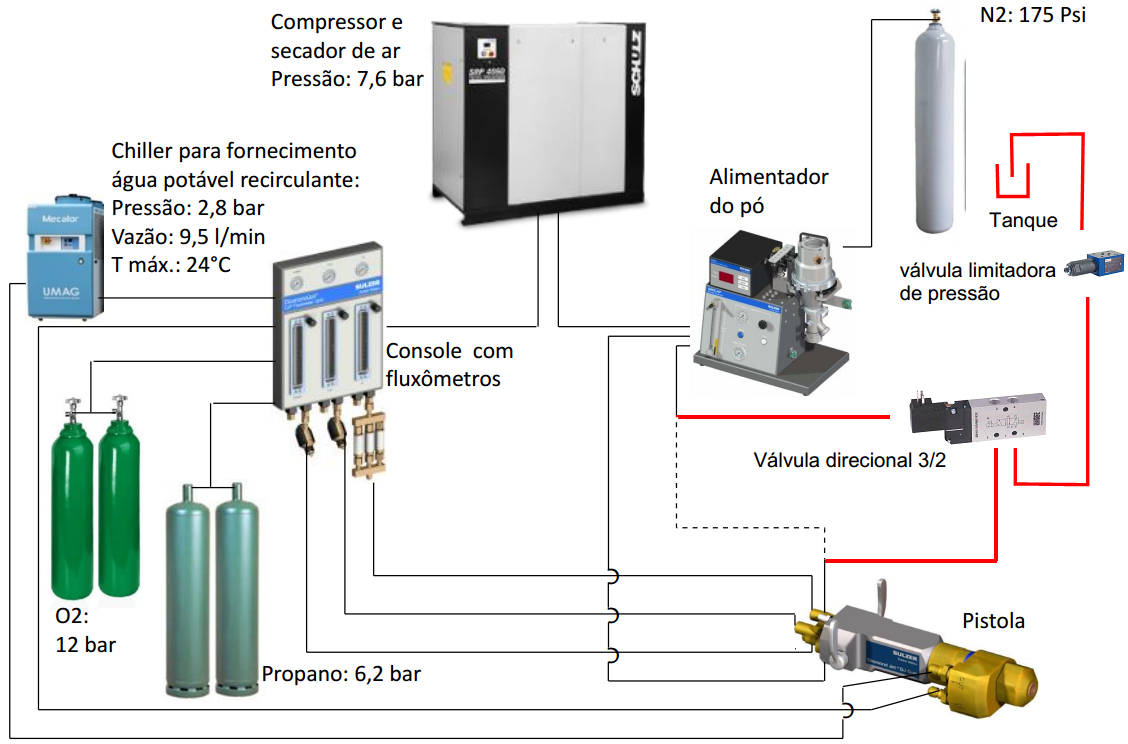 Compressor e
secador de ar
Pressão: 7,6 bar
SRP 4060
SCHULZ
N2: 175 Psi
Chiller para fornecimento
água potável recirculante:
Pressão: 2,8 bar
Vazão: 9,5 l/min
T máx.: 24°C
Mecalor
UMAG
Alimentador
do pó
Tanque
válvula limitadora
de pressão
SULZER
Console com
fluxômetros
Válvula direcional 3/2
O2:
12 bar
Propano: 6,2 bar
Pistola
SULZER